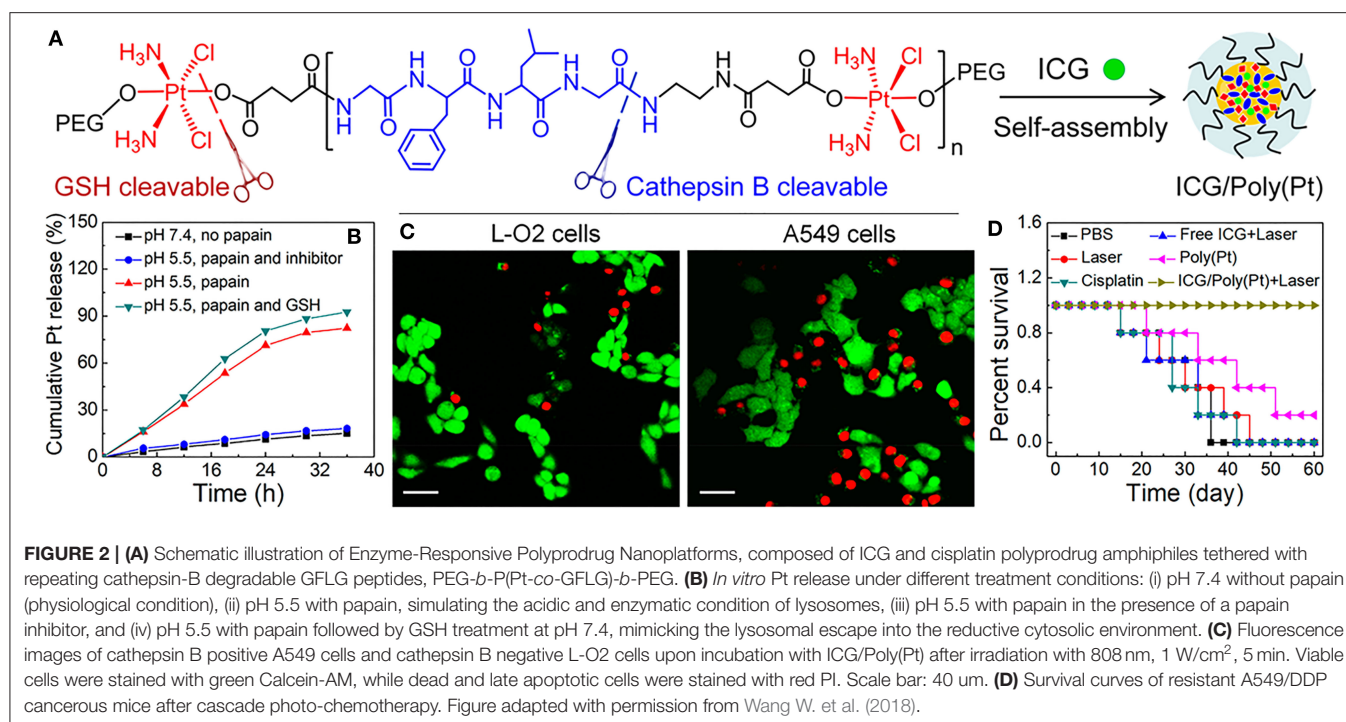 A
H₃N
Cl
O
O
H
N
O
H
N
O
N
H
O
N
H
O
H
N
O
O
H₃N
Cl
PEG
ICG
Pt
O
O
N
H
O
N
H
O
N
H
O
O
Pt
O
PEG
H₃N
Cl
H₃N
Cl
n
Self-assembly
GSH cleavable
Cathepsin B cleavable
ICG/Poly(Pt)
B
Cumulative Pt release (%)
150
120
90
60
30
0
pH 7.4, no papain
pH 5.5, papain and inhibitor
pH 5.5, papain
pH 5.5, papain and GSH
0 8 16 24 32 40
Time (h)
C
L-O2 cells
A549 cells
D
Percent survival
1.6
1.2
0.8
0.4
0.0
PBS
Free ICG+Laser
Laser
Poly(Pt)
Cisplatin
ICG/Poly(Pt)+Laser
0 10 20 30 40 50 60
Time (day)
FIGURE 2 | (A) Schematic illustration of Enzyme-Responsive Polyprodrug Nanoplatforms, composed of ICG and cisplatin polyprodrug amphiphiles tethered with
repeating cathepsin-B degradable GFLG peptides, PEG-b-P(Pt-co-GFLG)-b-PEG. (B) In vitro Pt release under different treatment conditions: (i) pH 7.4 without papain
(physiological condition), (ii) pH 5.5 with papain, simulating the acidic and enzymatic condition of lysosomes, (iii) pH 5.5 with papain in the presence of a papain
inhibitor, and (iv) pH 5.5 with papain followed by GSH treatment at pH 7.4, mimicking the lysosomal escape into the reductive cytosolic environment. (C) Fluorescence
images of cathepsin B positive A549 cells and cathepsin B negative L-O2 cells upon incubation with ICG/Poly(Pt) after irradiation with 808 nm, 1 W/cm², 5 min. Viable
cells were stained with green Calcein-AM, while dead and late apoptotic cells were stained with red PI. Scale bar: 40 um. (D) Survival curves of resistant A549/DDP
cancerous mice after cascade photo-chemotherapy. Figure adapted with permission from Wang W. et al. (2018).